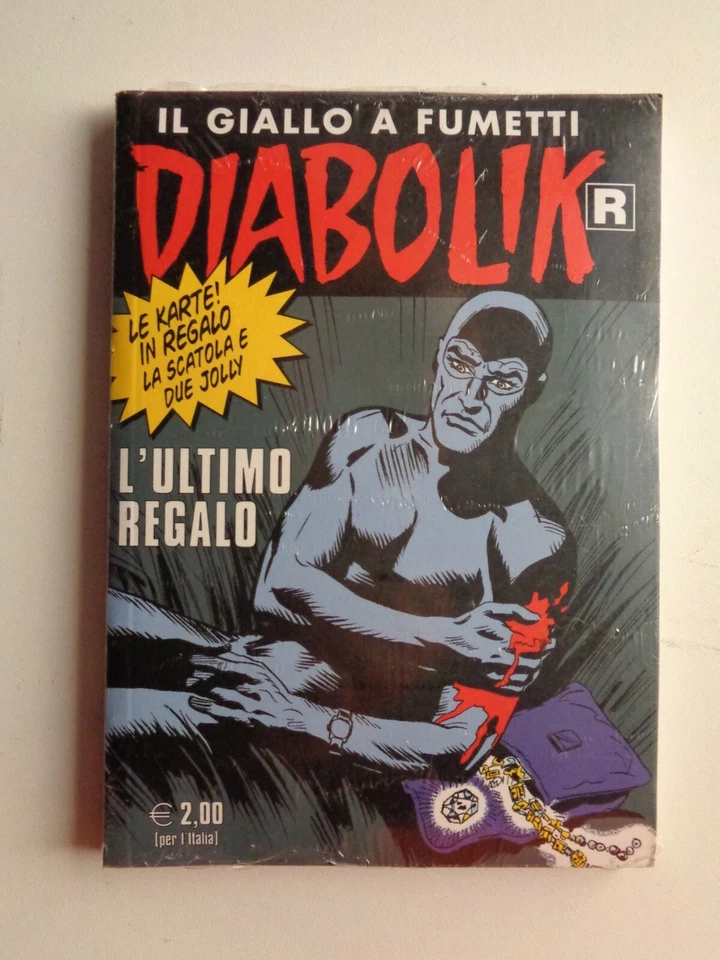 IL GIALLO A FUMETTI
DIABOLIK
R
LE KARTE!
IN REGALO
LA SCATOLA E
DUE JOLLY
L'ULTIMO
REGALO
€ 2,00
[per l'Italia]